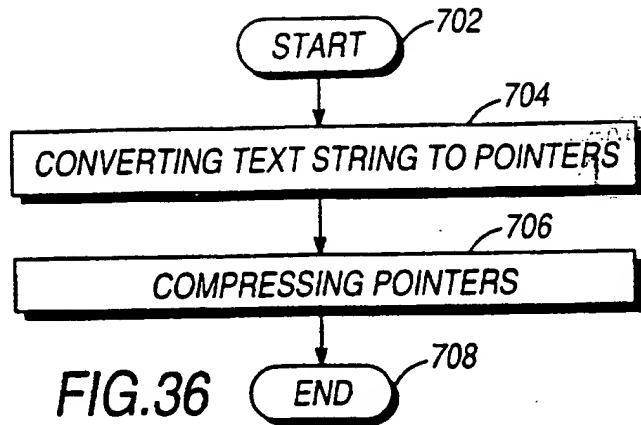 START 702
704
CONVERTING TEXT STRING TO POINTERS
706
COMPRESSING POINTERS
708
FIG.36 END